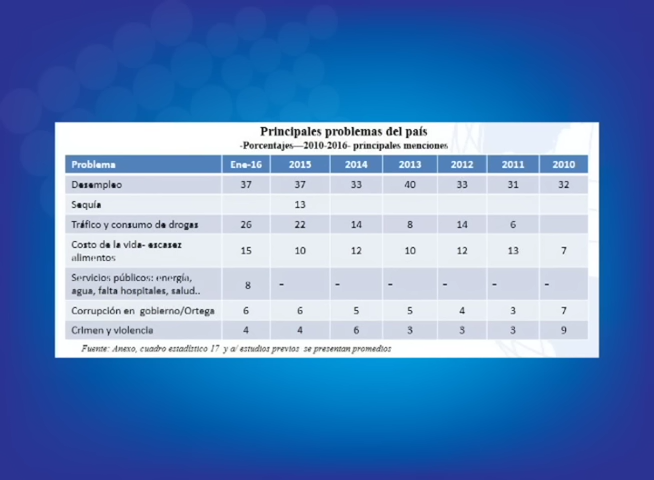 Principales problemas del país
-Porcentajes—2010-2016- principales menciones
Problema Ene-16 2015 2014 2013 2012 2011 2010
Desempleo 37 37 33 40 33 31 32
Sequía 13
Tráfico y consumo de drogas 26 22 14 8 14 6
Costo de la vida- escasez
alimentos 15 10 12 10 12 13 7
Servicios públicos: energía,
agua, falta hospitales, salud.. 8 - - - - - -
Corrupción en gobierno/Ortega 6 6 5 5 4 3 7
Crimen y violencia 4 4 6 3 3 3 9
Fuente: Anexo, cuadro estadístico 17 y a/ estudios previos se presentan promedios